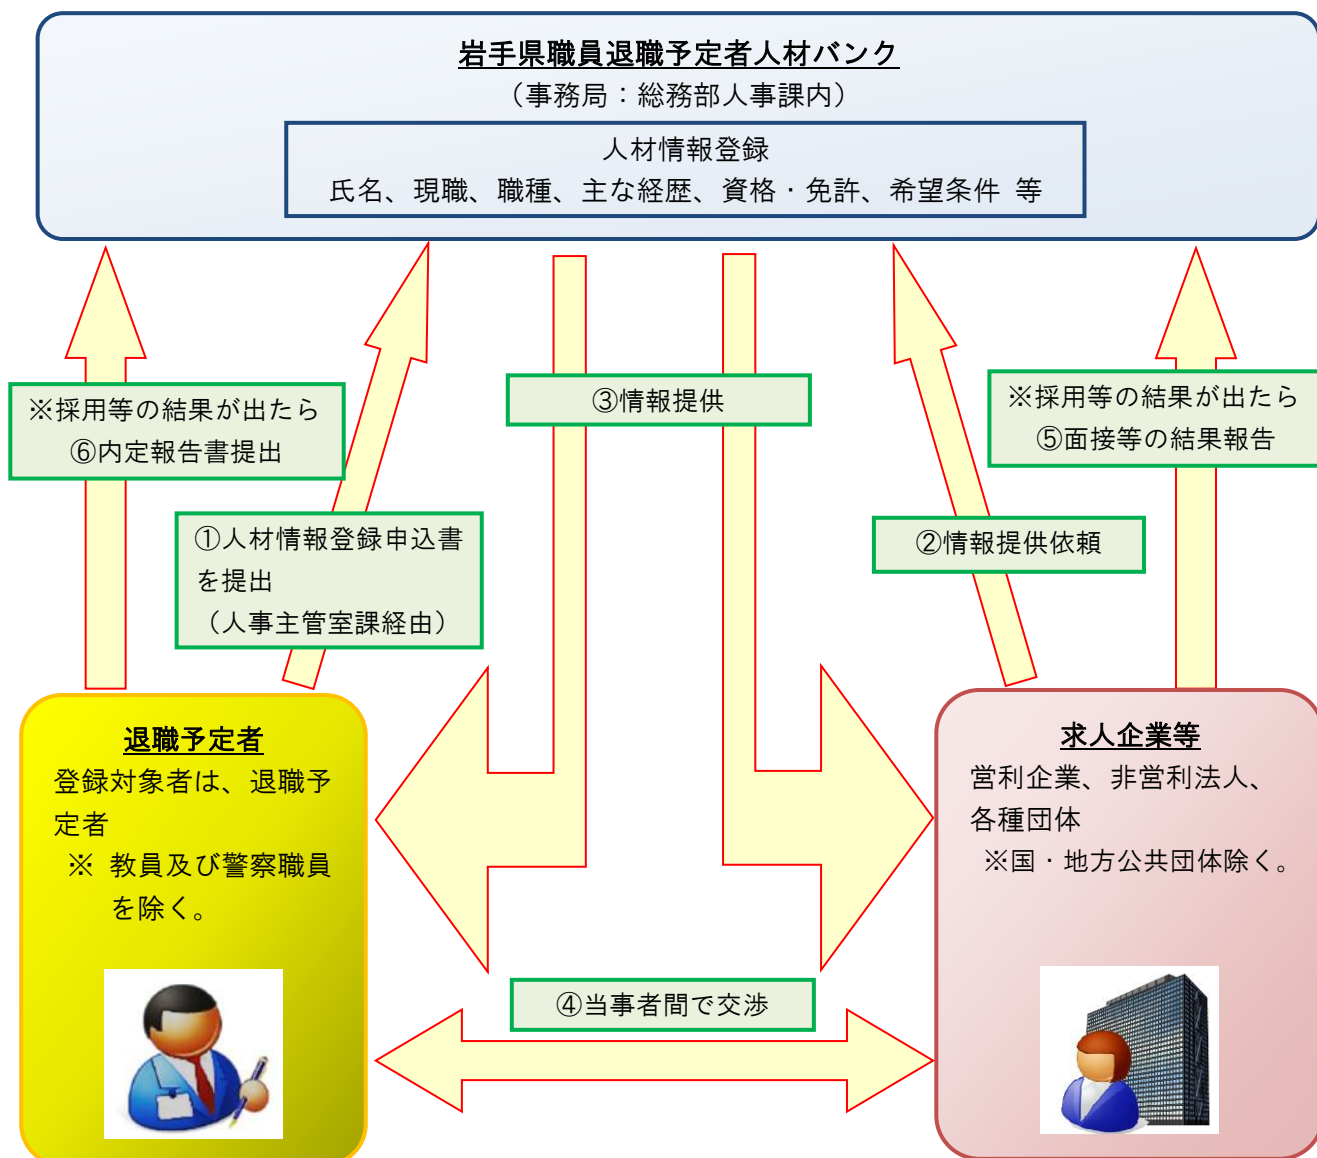 岩手県職員退職予定者人材バンク
（事務局：総務部人事課内）
人材情報登録
氏名、現職、職種、主な経歴、資格・免許、希望条件 等
※採用等の結果が出たら
⑥内定報告書提出
③情報提供
※採用等の結果が出たら
⑤面接等の結果報告
①人材情報登録申込書
を提出
（人事主管室課経由）
②情報提供依頼
退職予定者
登録対象者は、退職予
定者
※ 教員及び警察職員
を除く。
求人企業等
営利企業、非営利法人、
各種団体
※国・地方公共団体除く。
④当事者間で交渉